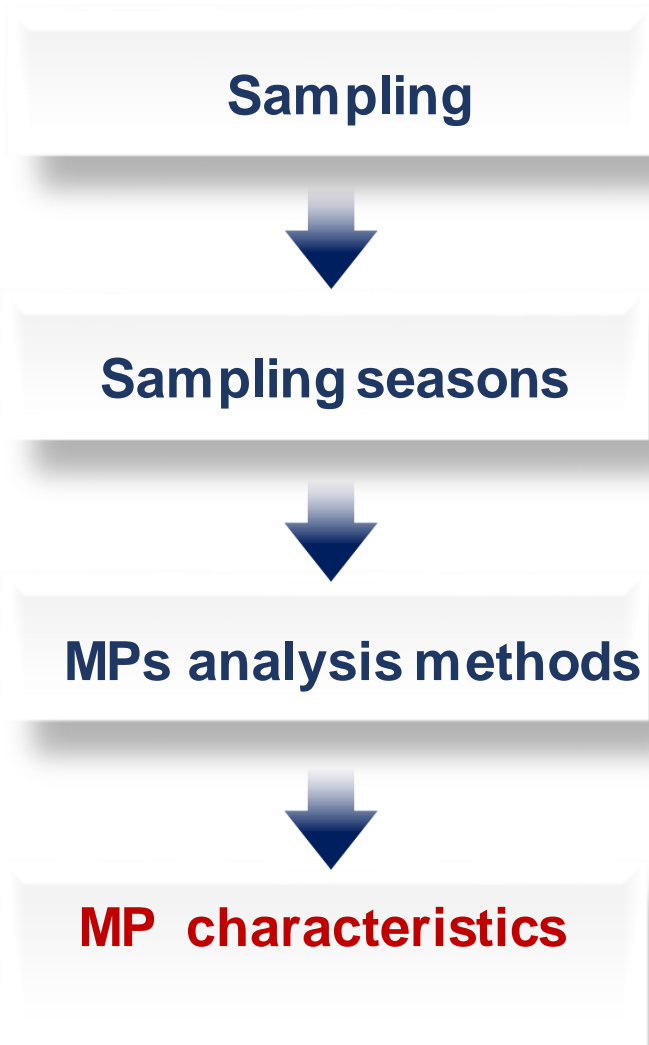 Sampling
Sampling seasons
MPs analysis methods
MP characteristics